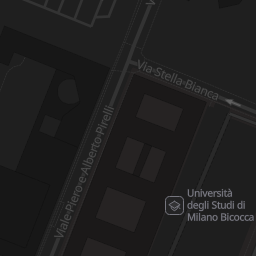 Via Stella Bianca
Viale Piero e Alberto Pirelli
Università
degli Studi di
Milano Bicocca